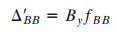 Δ′_{BB} = B_y f_{BB}